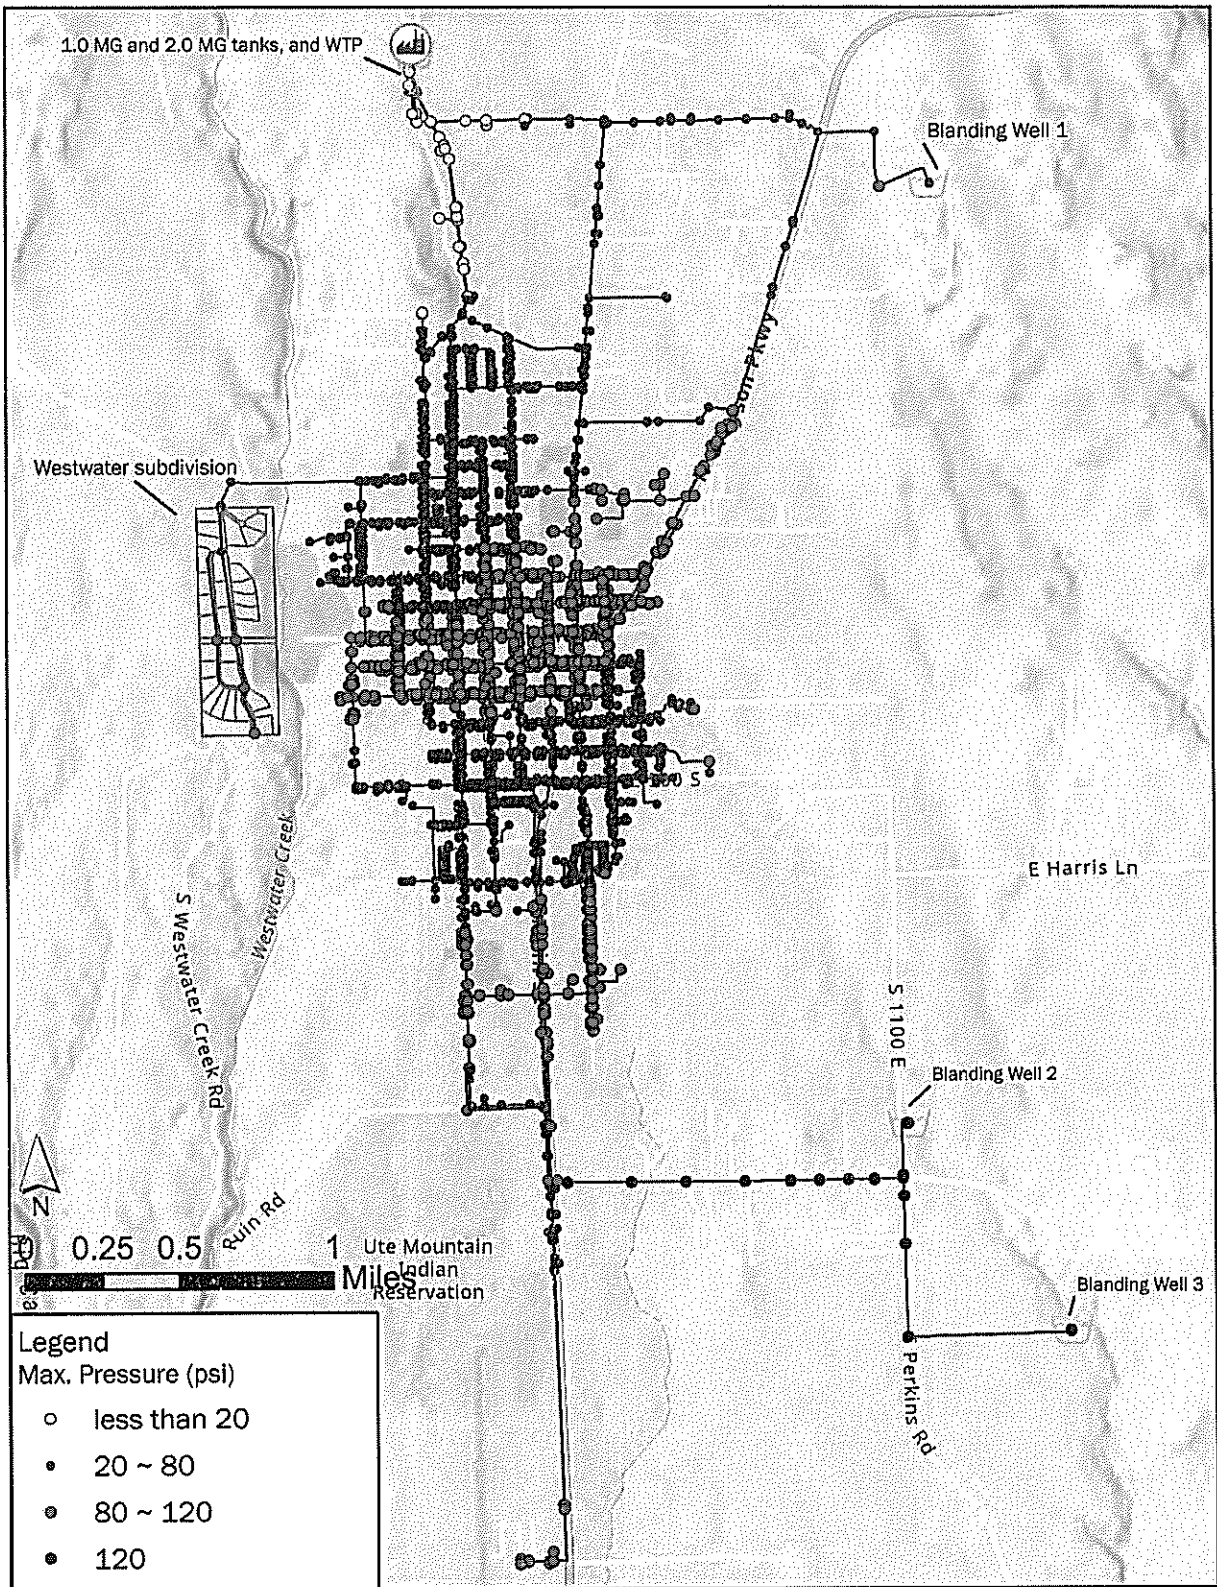 1.0 MG and 2.0 MG tanks, and WTP
Blanding Well 1
son Pkwy
Westwater subdivision
E Harris Ln
Westwater Creek
S Westwater Creek Rd
S 1100 E
Blanding Well 2
N
Ruin Rd
0 0.25 0.5 1
Miles
Ute Mountain
Indian
Reservation
Blanding Well 3
Perkins Rd
Legend
Max. Pressure (psi)
less than 20
20 ~ 80
80 ~ 120
120